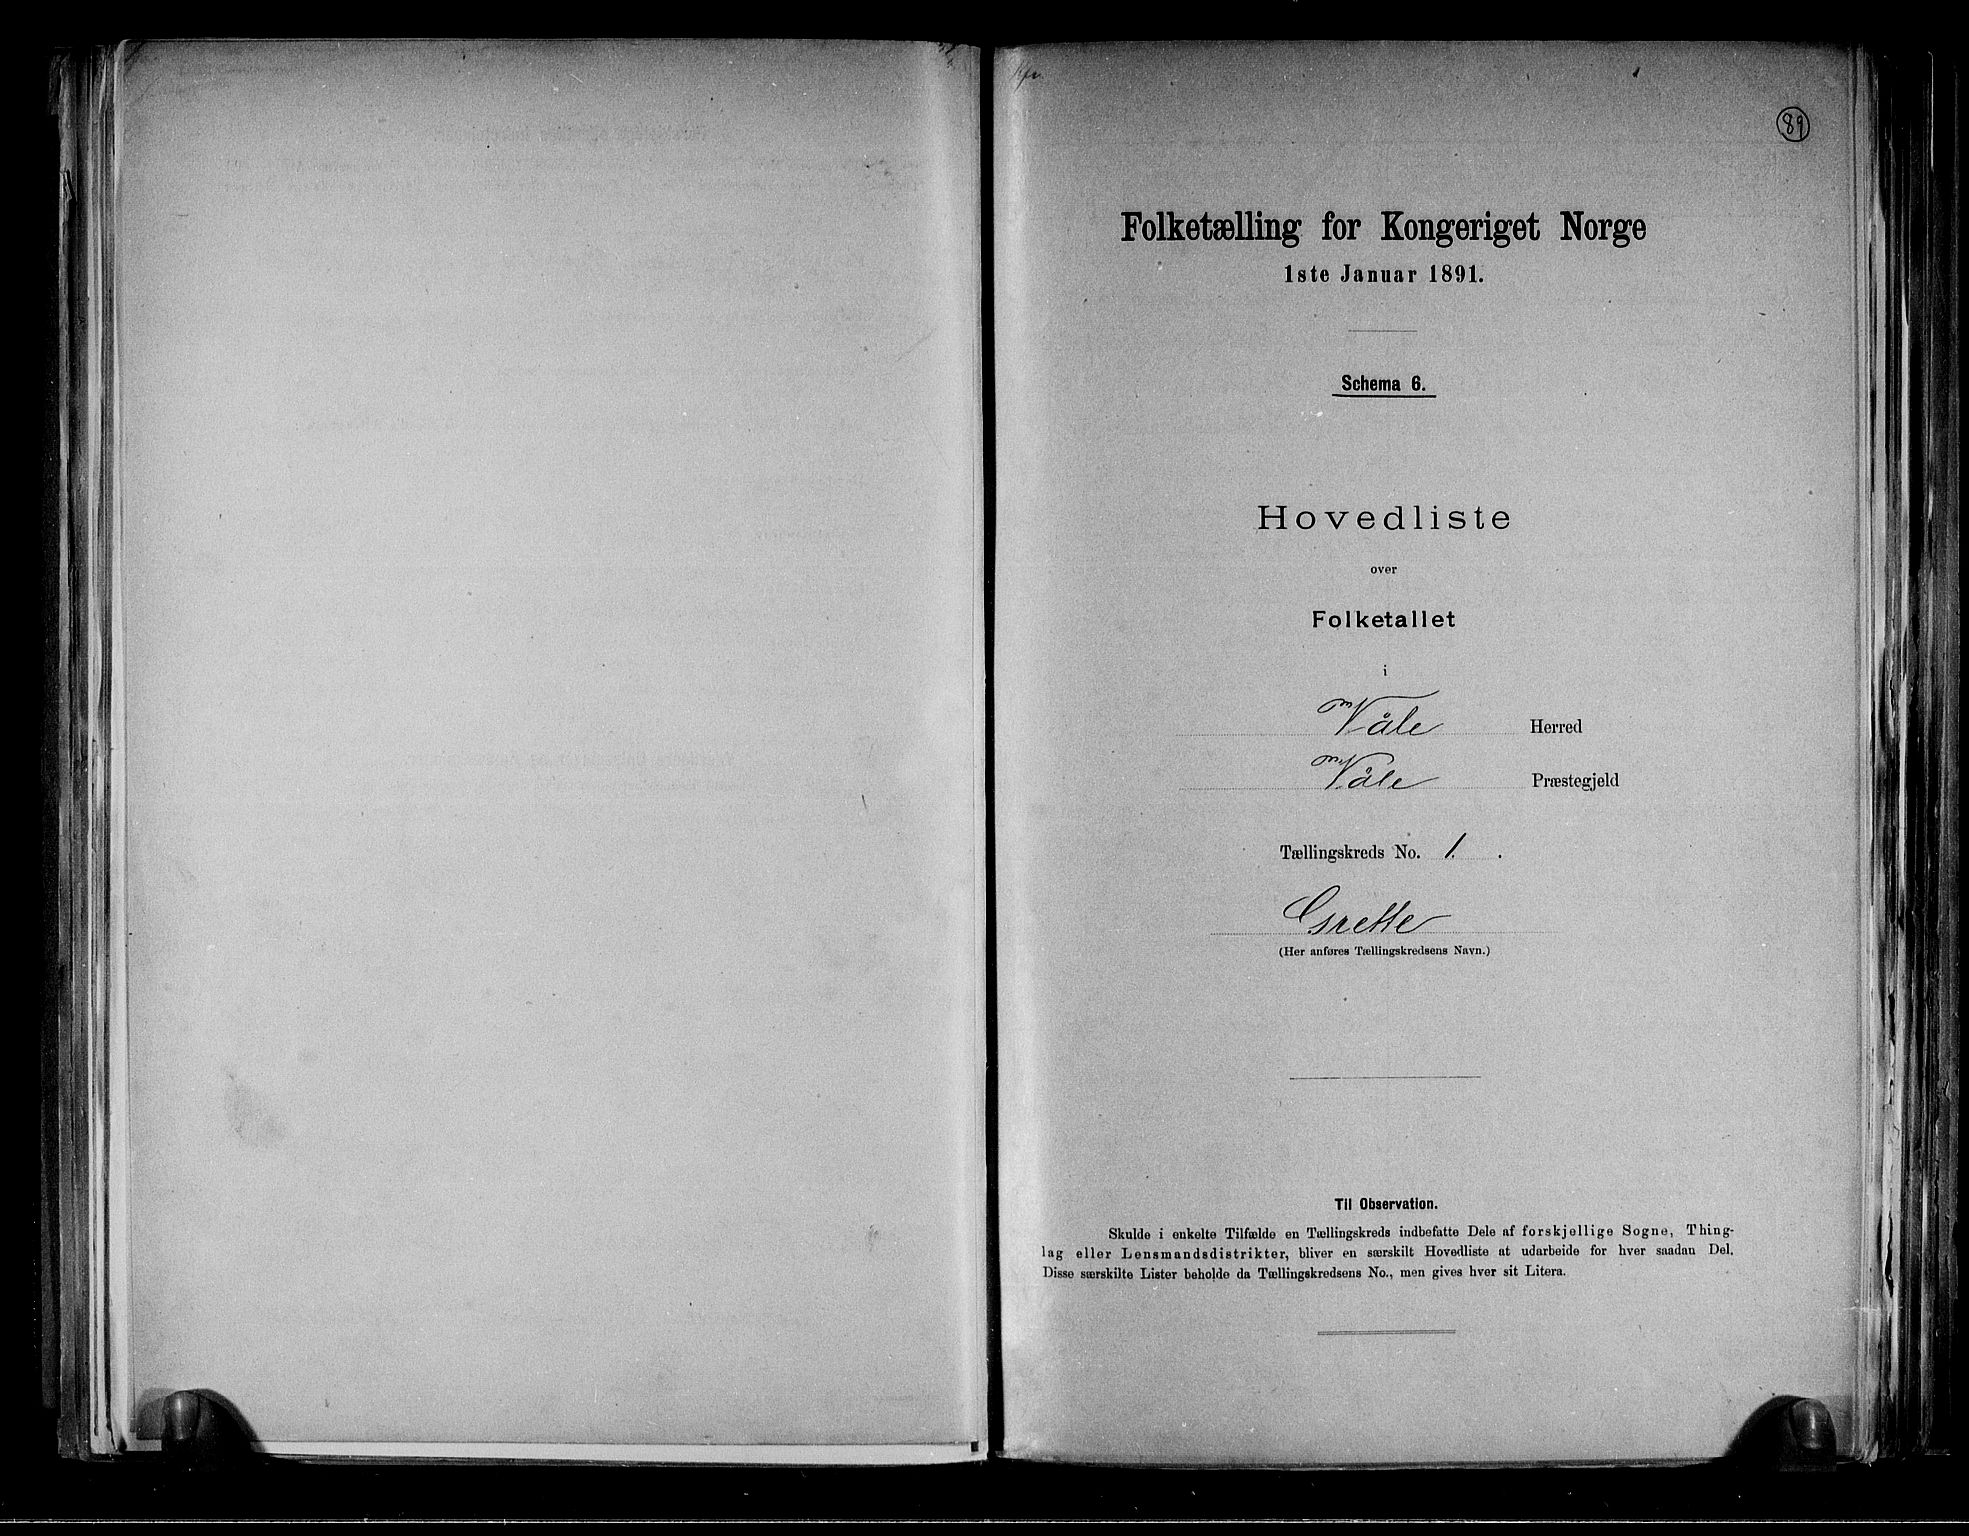 89
Folketælling for Kongeriget Norge
1ste Januar 1891.
Schema 6.
Hovedliste
over
Folketallet
i
Våle Herred
Våle Præstegjeld
Tællingskreds No. 1.
Grette
(Her anføres Tællingskredsens Navn.)
Til Observation.
Skulde i enkelte Tilfælde en Tællingskreds indbefatte Dele af forskjellige Sogne, Thing-
lag eller Lensmandsdistrikter, bliver en særskilt Hovedliste at udarbeide for hver saadan Del.
Disse særskilte Lister beholde da Tællingskredsens No., men gives hver sit Litera.